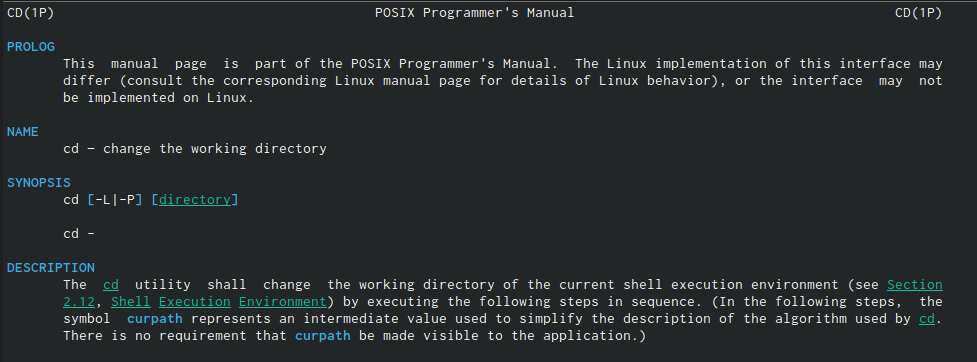 CD(1P) POSIX Programmer's Manual CD(1P)
PROLOG
This manual page is part of the POSIX Programmer's Manual. The Linux implementation of this interface may
differ (consult the corresponding Linux manual page for details of Linux behavior), or the interface may not
be implemented on Linux.
NAME
cd — change the working directory
SYNOPSIS
cd [-L|-P] [directory]
cd -
DESCRIPTION
The cd utility shall change the working directory of the current shell execution environment (see Section
2.12, Shell Execution Environment) by executing the following steps in sequence. (In the following steps, the
symbol curpath represents an intermediate value used to simplify the description of the algorithm used by cd.
There is no requirement that curpath be made visible to the application.)